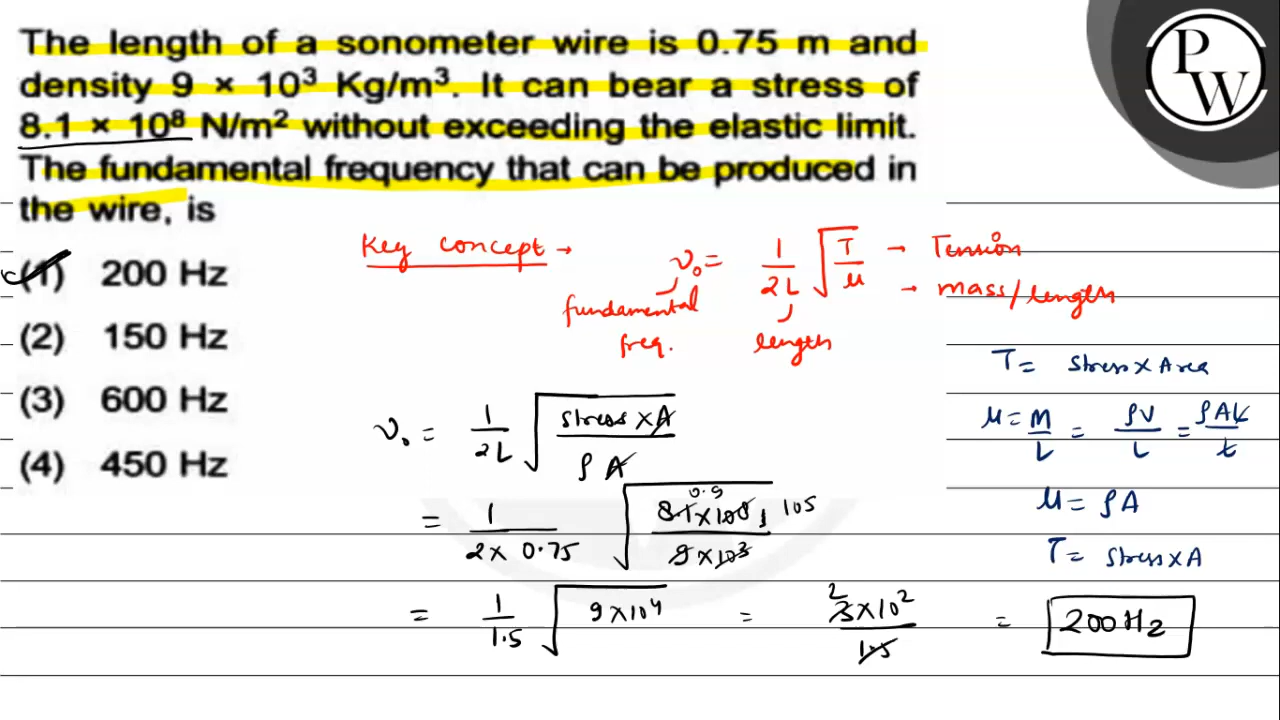 The length of a sonometer wire is 0.75 m and
density 9 × 10³ Kg/m³. It can bear a stress of
8.1 × 10⁸ N/m² without exceeding the elastic limit.
The fundamental frequency that can be produced in
the wire, is
(1) 200 Hz
(2) 150 Hz
(3) 600 Hz
(4) 450 Hz
PW
Key concept →
ν₀ = 1/2L √(T/μ) → Tension
→ mass/length
fundamental freq.
length
T = stress × Area
μ = M/L = ρV/L = ρAL/L
μ = ρA
T = stress × A
ν₀ = 1/2L √(stress × A / ρ A)
= 1/(2 × 0.75) √(8.1 × 10⁸ / 9 × 10³) 0.9 10⁵
= 1/1.5 √(9 × 10⁴) = 3 × 10² / 1.5 2 = 200 Hz